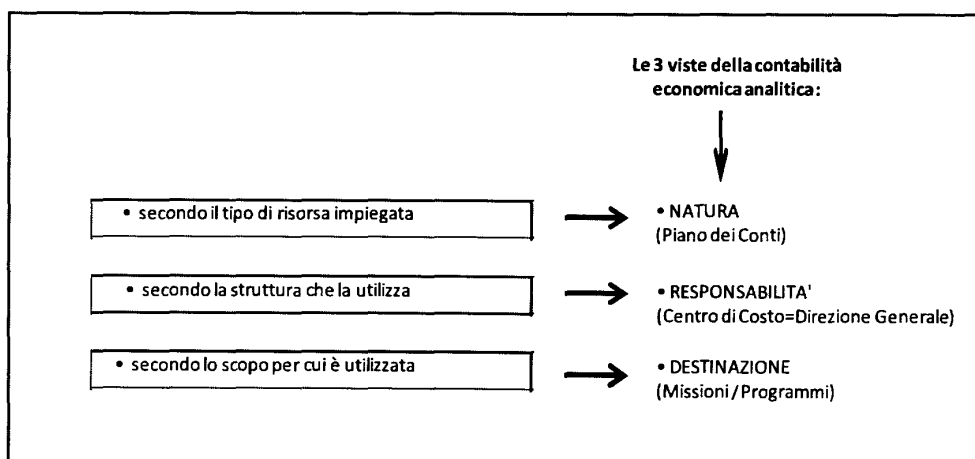 Le 3 viste della contabilità
economica analitica:
• secondo il tipo di risorsa impiegata
• NATURA
(Piano dei Conti)
• secondo la struttura che la utilizza
• RESPONSABILITA'
(Centro di Costo=Direzione Generale)
• secondo lo scopo per cui è utilizzata
• DESTINAZIONE
(Missioni / Programmi)